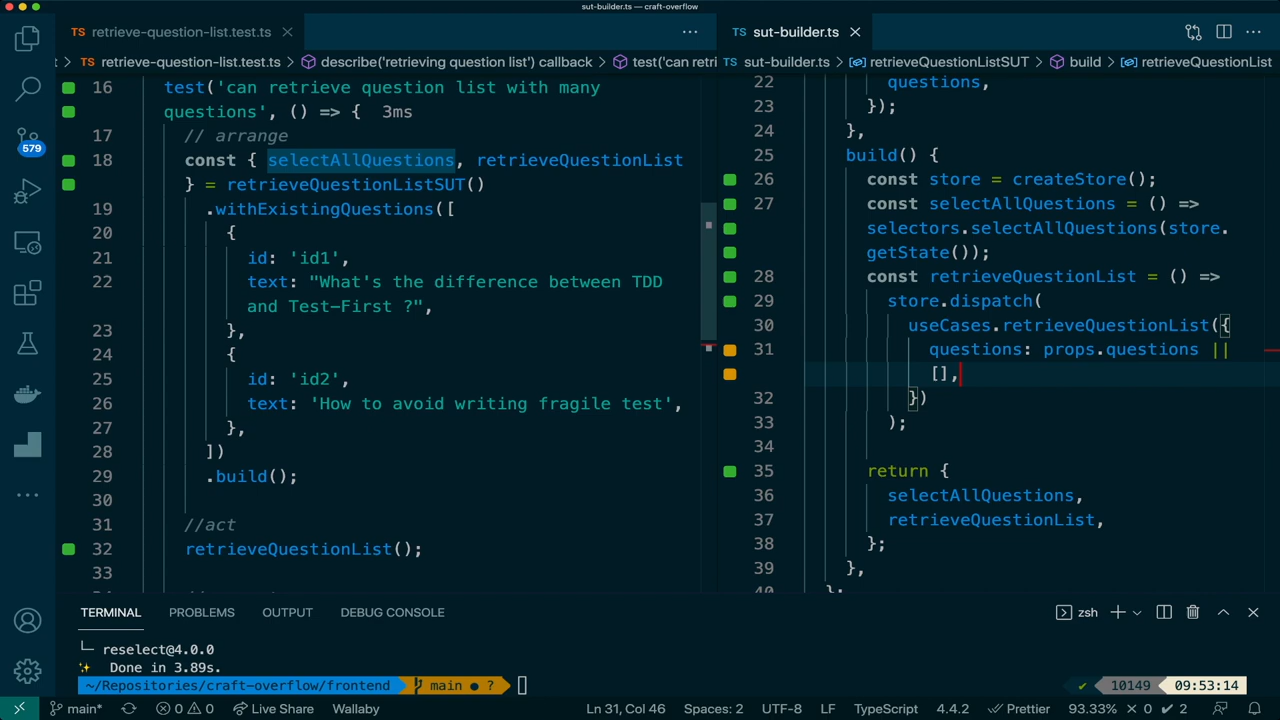 sut-builder.ts — craft-overflow
TS retrieve-question-list.test.ts
TS sut-builder.ts
TS retrieve-question-list.test.ts > describe('retrieving question list') callback > test('can retri
TS sut-builder.ts > retrieveQuestionListSUT > build > retrieveQuestionList
579
16 test('can retrieve question list with many
questions', () => { 3ms
17 // arrange
18 const { selectAllQuestions, retrieveQuestionList
} = retrieveQuestionListSUT()
19 .withExistingQuestions([
20 {
21 id: 'id1',
22 text: "What's the difference between TDD
and Test-First ?",
23 },
24 {
25 id: 'id2',
26 text: 'How to avoid writing fragile test',
27 },
28 ])
29 .build();
30
31 //act
32 retrieveQuestionList();
33
22 questions,
23 });
24 },
25 build() {
26 const store = createStore();
27 const selectAllQuestions = () =>
selectors.selectAllQuestions(store.
getState());
28 const retrieveQuestionList = () =>
29 store.dispatch(
30 useCases.retrieveQuestionList({
31 questions: props.questions ||
[],
32 })
33 );
34
35 return {
36 selectAllQuestions,
37 retrieveQuestionList,
38 };
39 },
40 };
TERMINAL PROBLEMS OUTPUT DEBUG CONSOLE zsh
└─ reselect@4.0.0
✨ Done in 3.89s.
~/Repositories/craft-overflow/frontend main ● ? ✔ 10149 09:53:14
main* 0 0 Live Share Wallaby Ln 31, Col 46 Spaces: 2 UTF-8 LF TypeScript 4.4.2 Prettier 93.33% × 0 ✓ 2